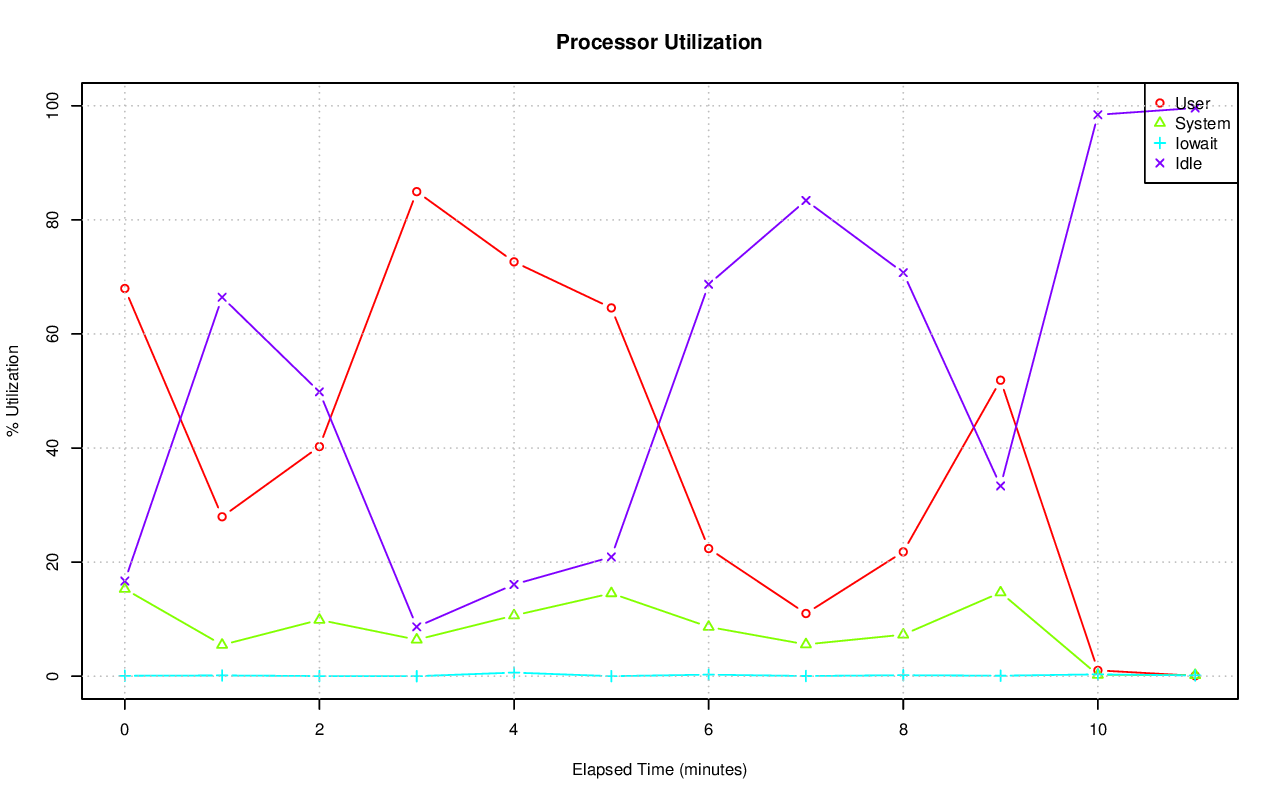 Processor Utilization
% Utilization
100
80
60
40
20
0
User
System
Iowait
Idle
0 2 4 6 8 10
Elapsed Time (minutes)